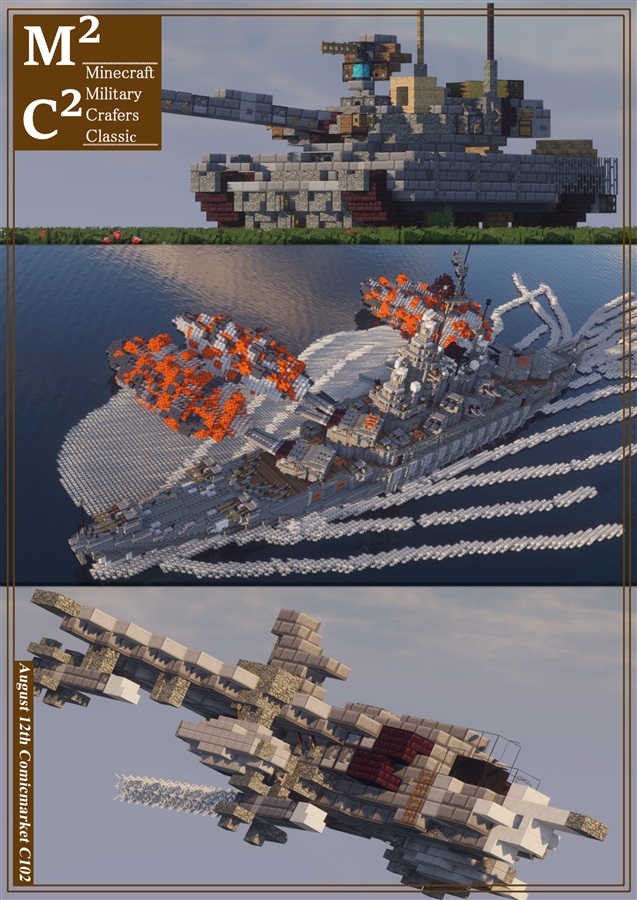 M²
C²
Minecraft
Military
Crafers
Classic
August 12th Comicmarket C102